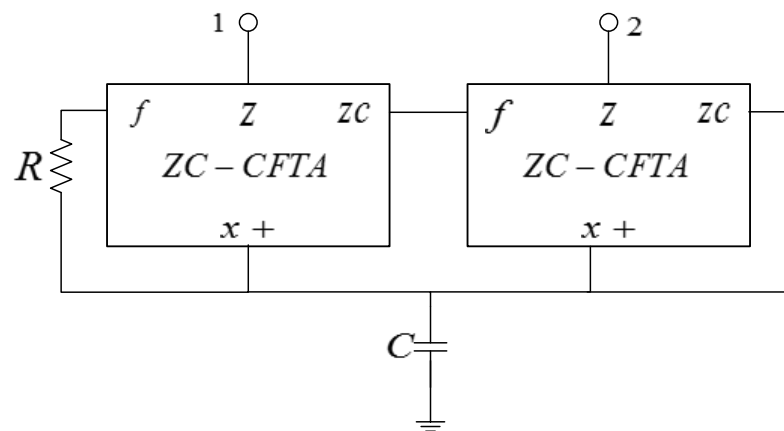 1
2
f Z ZC
f Z ZC
R
ZC – CFTA
ZC – CFTA
x +
x +
C